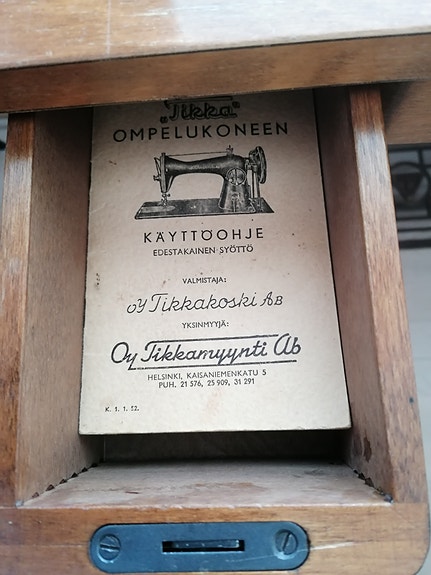 „Tikka"
OMPELUKONEEN
KÄYTTÖOHJE
EDESTAKAINEN SYÖTTÖ
VALMISTAJA:
OY Tikkakoski AB
YKSINMYYJÄ:
Oy Tikkamyynti Ab
HELSINKI, KAISANIEMENKATU 5
PUH. 21 576, 25 909, 31 291
K. 1. 1. 52.